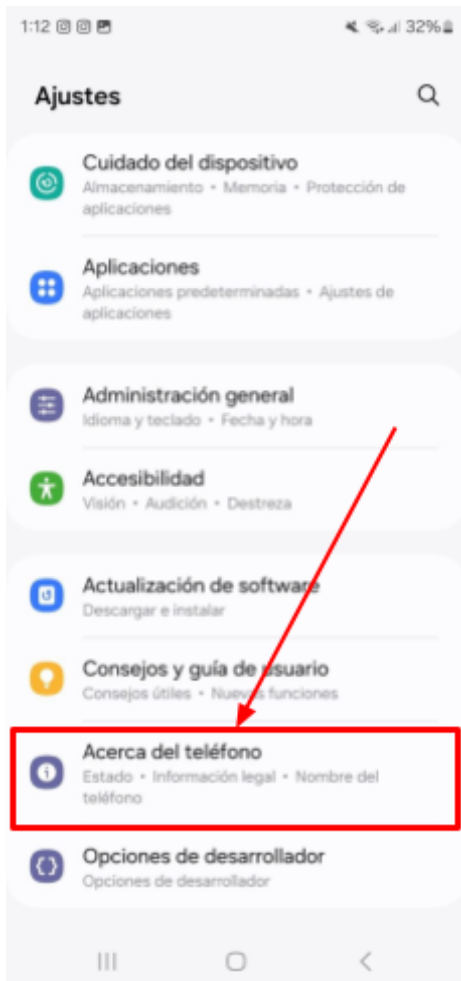 1:12 32%
Ajustes
Cuidado del dispositivo
Almacenamiento • Memoria • Protección de
aplicaciones
Aplicaciones
Aplicaciones predeterminadas • Ajustes de
aplicaciones
Administración general
Idioma y teclado • Fecha y hora
Accesibilidad
Visión • Audición • Destreza
Actualización de software
Descargar e instalar
Consejos y guía de usuario
Consejos útiles • Nuevas funciones
Acerca del teléfono
Estado • Información legal • Nombre del
teléfono
Opciones de desarrollador
Opciones de desarrollador